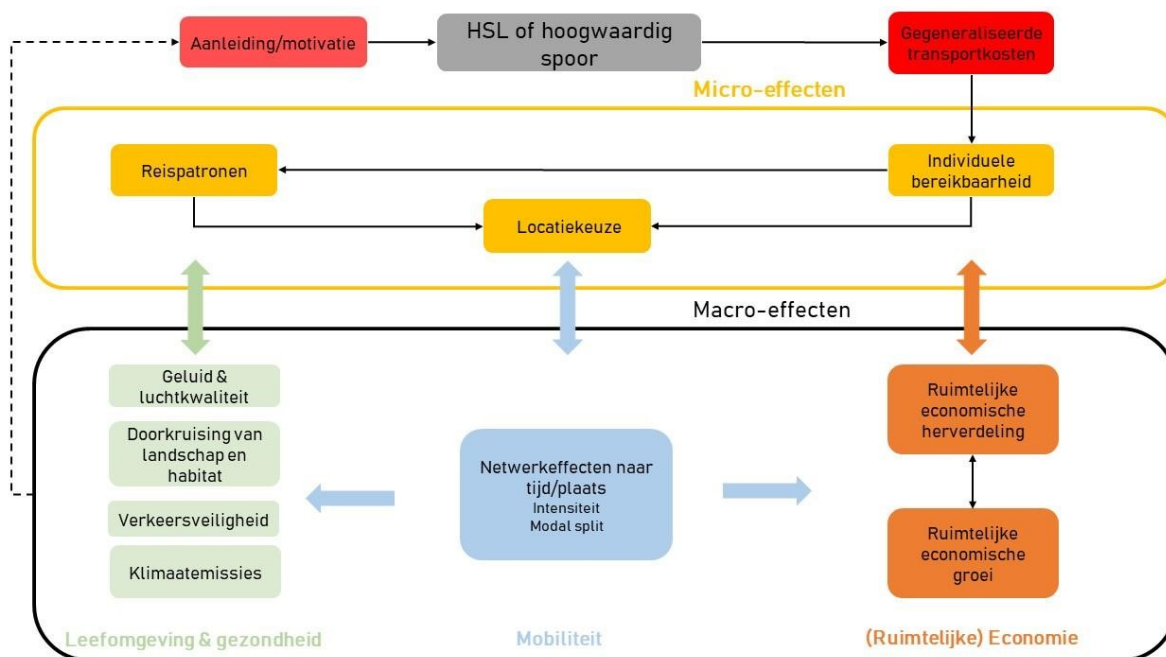 Aanleiding/motivatie
HSL of hoogwaardig
spoor
Gegeneraliseerde
transportkosten
Micro-effecten
Reispatronen
Individuele
bereikbaarheid
Locatiekeuze
Macro-effecten
Geluid &
luchtkwaliteit
Doorkruising van
landschap en
habitat
Verkeersveiligheid
Klimaatemissies
Netwerkeffecten naar
tijd/plaats
Intensiteit
Modal split
Ruimtelijke
economische
herverdeling
Ruimtelijke
economische
groei
Leefomgeving & gezondheid
Mobiliteit
(Ruimtelijke) Economie